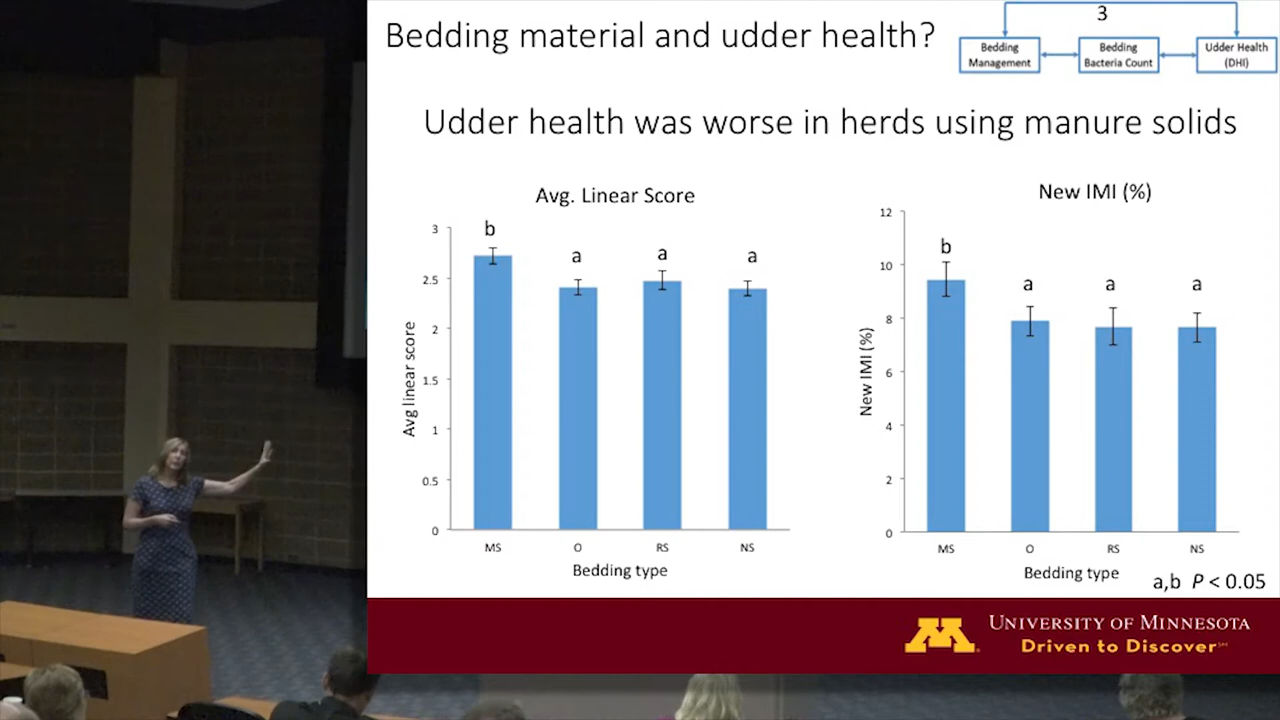 Bedding material and udder health?
3
Bedding
Management
Bedding
Bacteria Count
Udder Health
(DHI)
Udder health was worse in herds using manure solids
Avg. Linear Score
b
a
a
a
3
2.5
2
1.5
1
0.5
0
Avg linear score
MS
O
RS
NS
Bedding type
New IMI (%)
b
a
a
a
12
10
8
6
4
2
0
New IMI (%)
MS
O
RS
NS
Bedding type
a,b P < 0.05
M
UNIVERSITY OF MINNESOTA
Driven to Discover℠